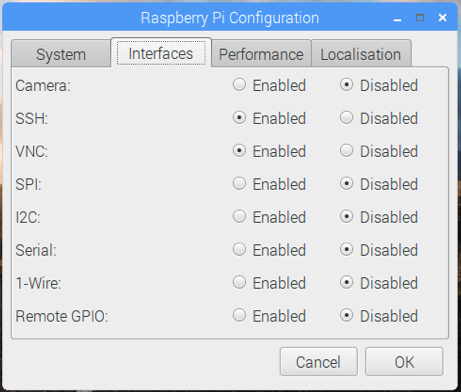 Raspberry Pi Configuration
System Interfaces Performance Localisation
Camera: Enabled Disabled
SSH: Enabled Disabled
VNC: Enabled Disabled
SPI: Enabled Disabled
I2C: Enabled Disabled
Serial: Enabled Disabled
1-Wire: Enabled Disabled
Remote GPIO: Enabled Disabled
Cancel OK